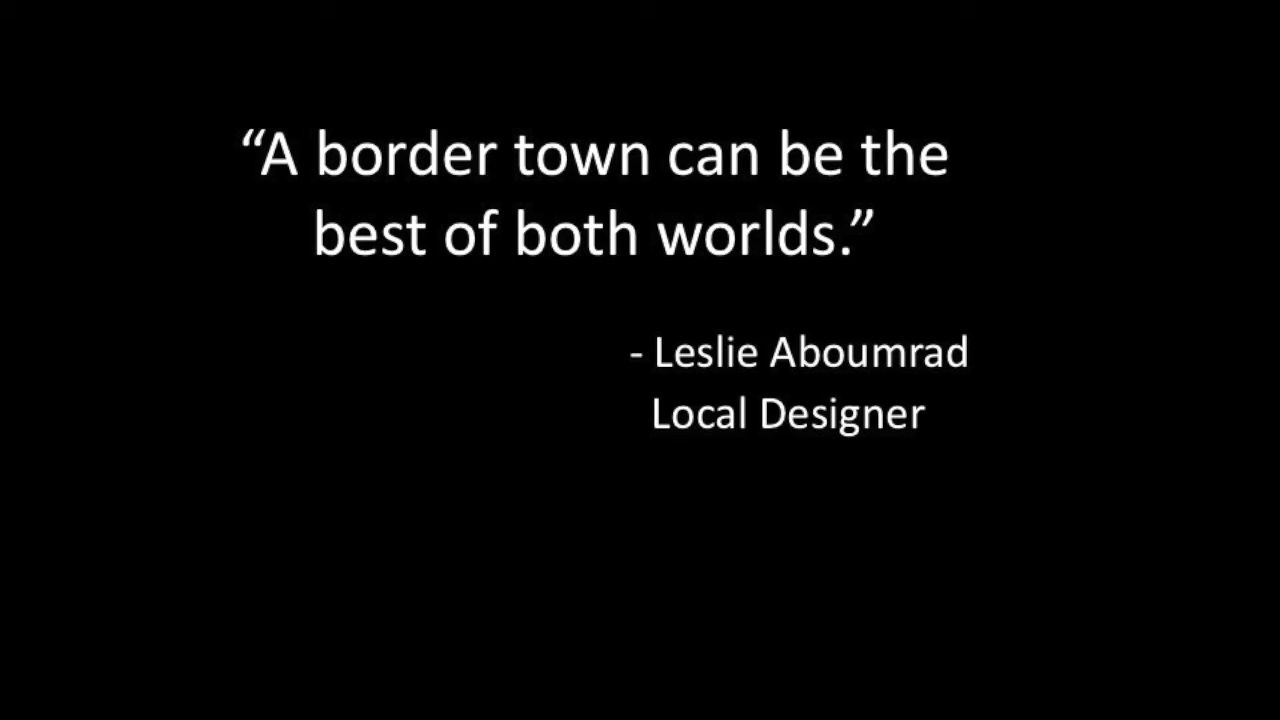 “A border town can be the
best of both worlds.”
- Leslie Aboumrad
Local Designer